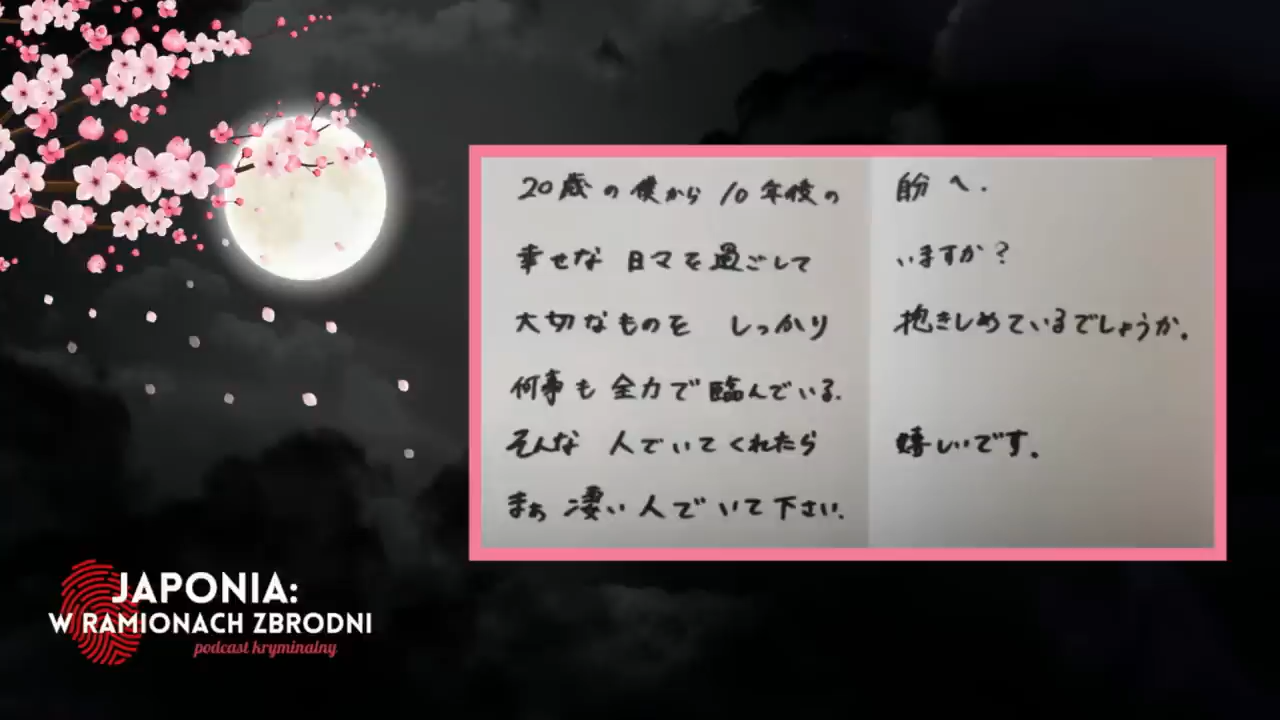 20歳の僕から10年後の自分へ.
幸せな日々を過ごしていますか？
大切なものをしっかり抱きしめているでしょうか。
何事も全力で臨んでいる.
そんな人でいてくれたら嬉しいです。
まぁ凄い人でいて下さい.
JAPONIA:
W RAMIONACH ZBRODNI
podcast kryminalny